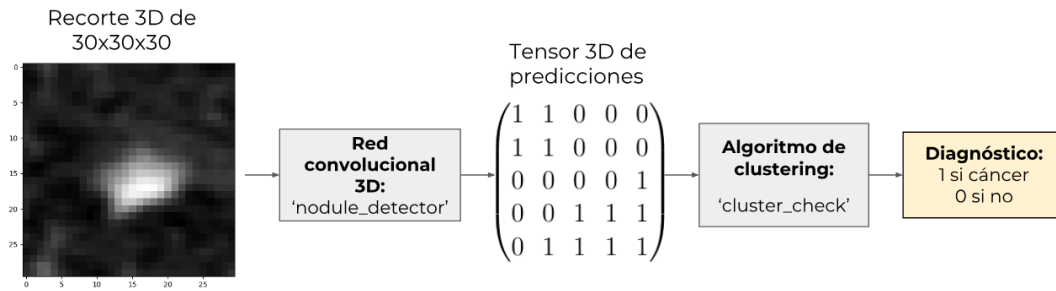 Recorte 3D de
30x30x30
0
5
10
15
20
25
0 5 10 15 20 25
Red
convolucional
3D:
'nodule_detector'
Tensor 3D de
predicciones
1 1 0 0 0
1 1 0 0 0
0 0 0 0 1
0 0 1 1 1
0 1 1 1 1
Algoritmo de
clustering:
'cluster_check'
Diagnóstico:
1 si cáncer
0 si no